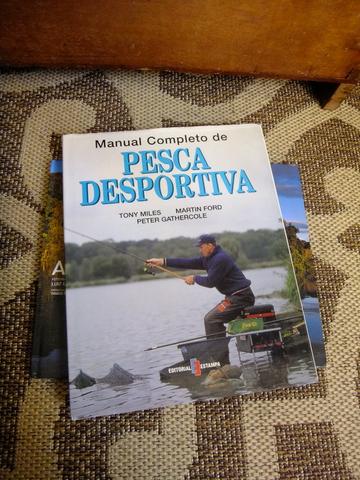 Manual Completo de
PESCA
DESPORTIVA
TONY MILES MARTIN FORD
PETER GATHERCOLE
EDITORIAL ESTAMPA
A